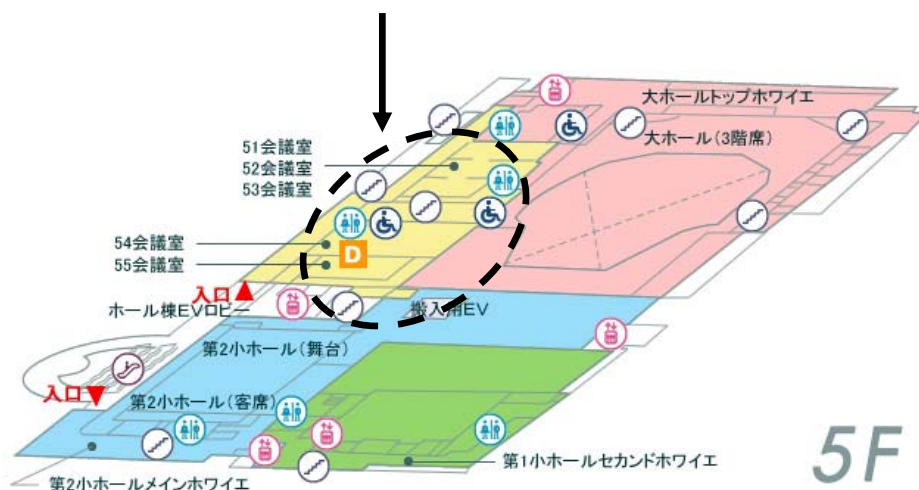 大ホールトップホワイエ
大ホール(3階席)
51会議室
52会議室
53会議室
54会議室
55会議室
D
入口
ホール棟EVロビー
搬入用EV
第2小ホール(舞台)
入口
第2小ホール(客席)
第1小ホールセカンドホワイエ
第2小ホールメインホワイエ
5F